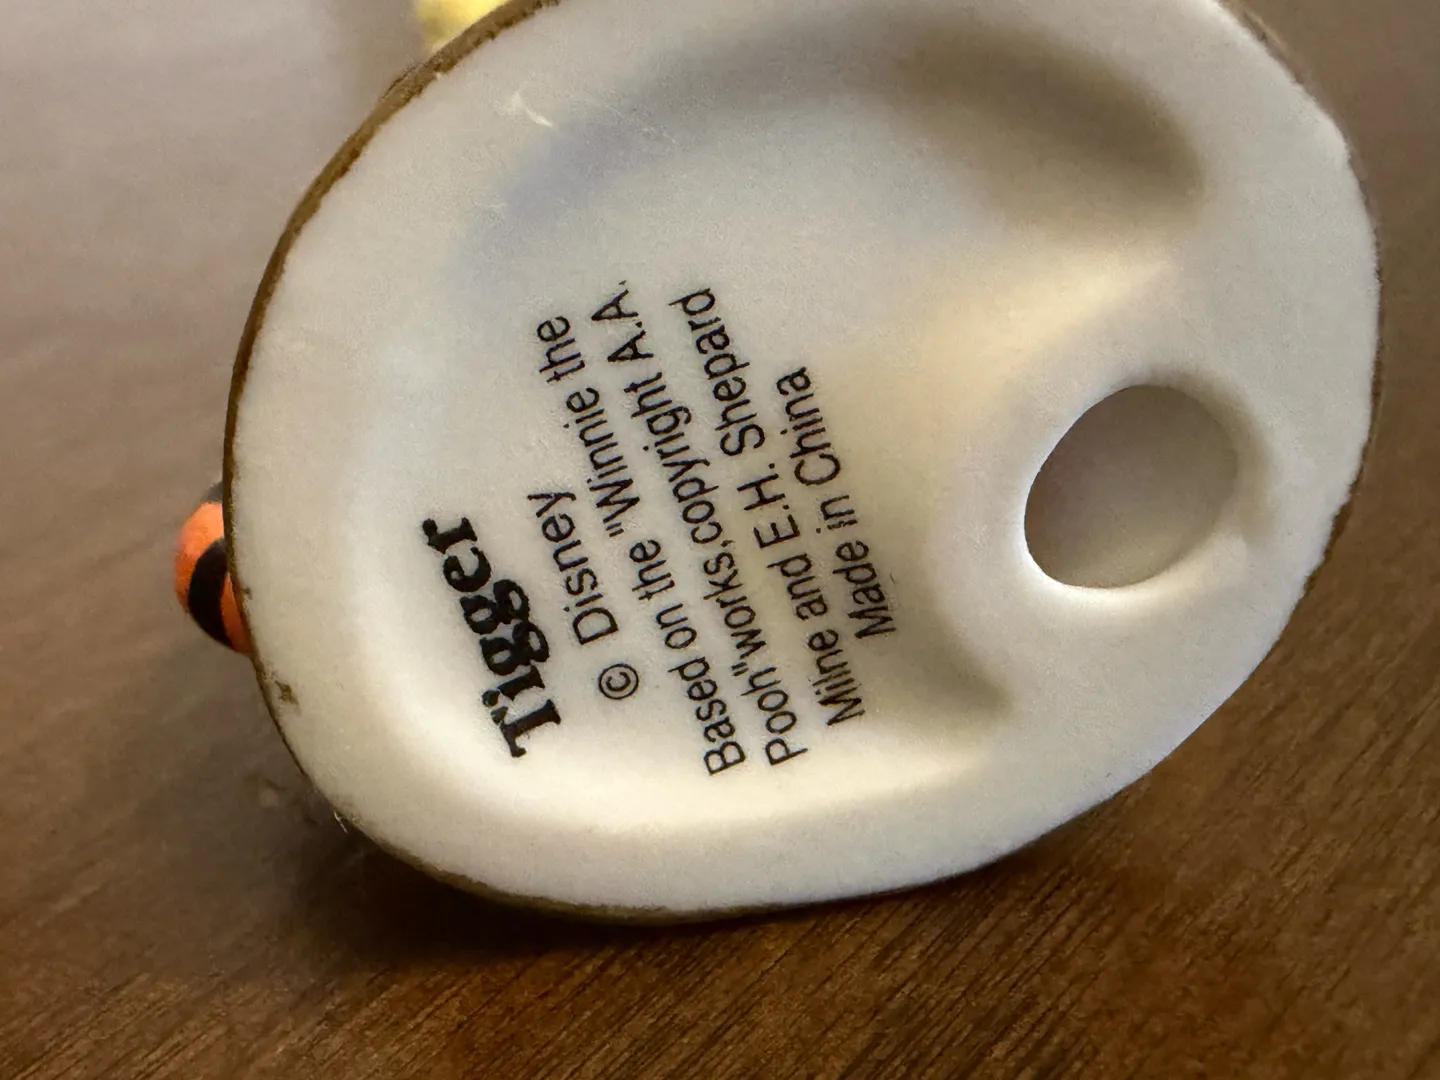 Tigger
© Disney
Based on the "Winnie the
Pooh"works,copyright A.A.
Milne and E.H. Shepard
Made in China